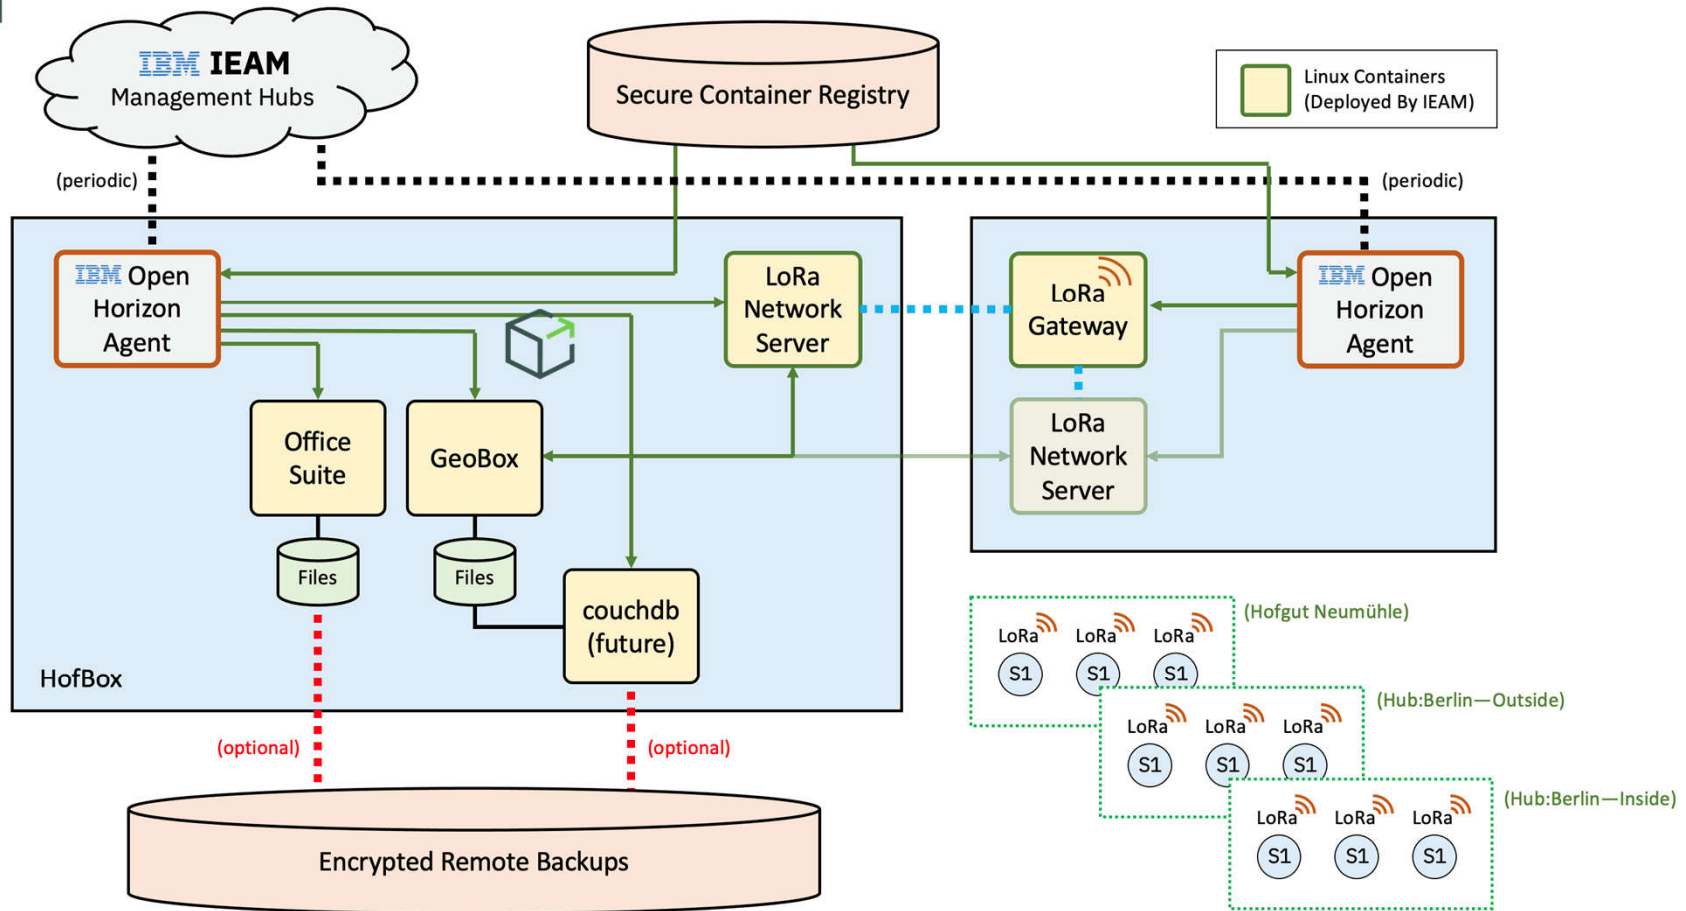 IBM IEAM
Management Hubs
Secure Container Registry
Linux Containers
(Deployed By IEAM)
(periodic)
(periodic)
IBM Open
Horizon
Agent
LoRa
Network
Server
LoRa
Gateway
IBM Open
Horizon
Agent
Office
Suite
GeoBox
LoRa
Network
Server
Files
Files
couchdb
(future)
HofBox
(optional)
(optional)
Encrypted Remote Backups
(Hofgut Neumühle)
LoRa LoRa LoRa
S1 S1 S1
(Hub:Berlin—Outside)
LoRa LoRa LoRa
S1 S1 S1
(Hub:Berlin—Inside)
LoRa LoRa LoRa
S1 S1 S1